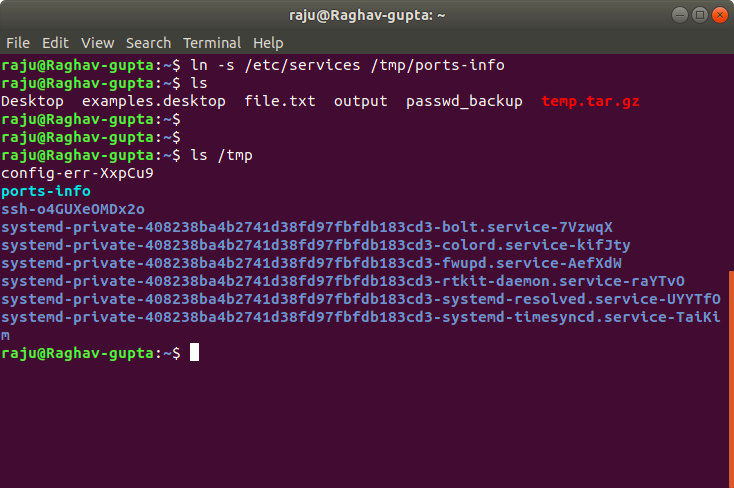 raju@Raghav-gupta: ~
File Edit View Search Terminal Help
raju@Raghav-gupta:~$ ln -s /etc/services /tmp/ports-info
raju@Raghav-gupta:~$ ls
Desktop examples.desktop file.txt output passwd_backup temp.tar.gz
raju@Raghav-gupta:~$
raju@Raghav-gupta:~$
raju@Raghav-gupta:~$ ls /tmp
config-err-XxpCu9
ports-info
ssh-o4GUXeOMDx2o
systemd-private-408238ba4b2741d38fd97fbfdb183cd3-bolt.service-7VzwqX
systemd-private-408238ba4b2741d38fd97fbfdb183cd3-colord.service-kifJty
systemd-private-408238ba4b2741d38fd97fbfdb183cd3-fwupd.service-AefXdW
systemd-private-408238ba4b2741d38fd97fbfdb183cd3-rtkit-daemon.service-raYTvO
systemd-private-408238ba4b2741d38fd97fbfdb183cd3-systemd-resolved.service-UYYTfO
systemd-private-408238ba4b2741d38fd97fbfdb183cd3-systemd-timesyncd.service-TaiKi
m
raju@Raghav-gupta:~$